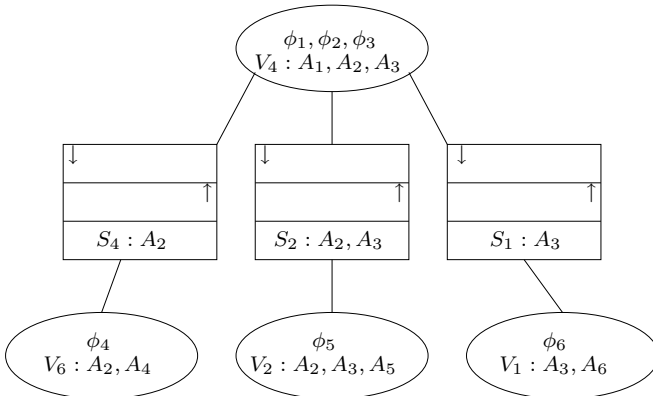 ϕ₁, ϕ₂, ϕ₃
V₄ : A₁, A₂, A₃
↓ ↓ ↓
↑ ↑ ↑
S₄ : A₂
S₂ : A₂, A₃
S₁ : A₃
ϕ₄
V₆ : A₂, A₄
ϕ₅
V₂ : A₂, A₃, A₅
ϕ₆
V₁ : A₃, A₆